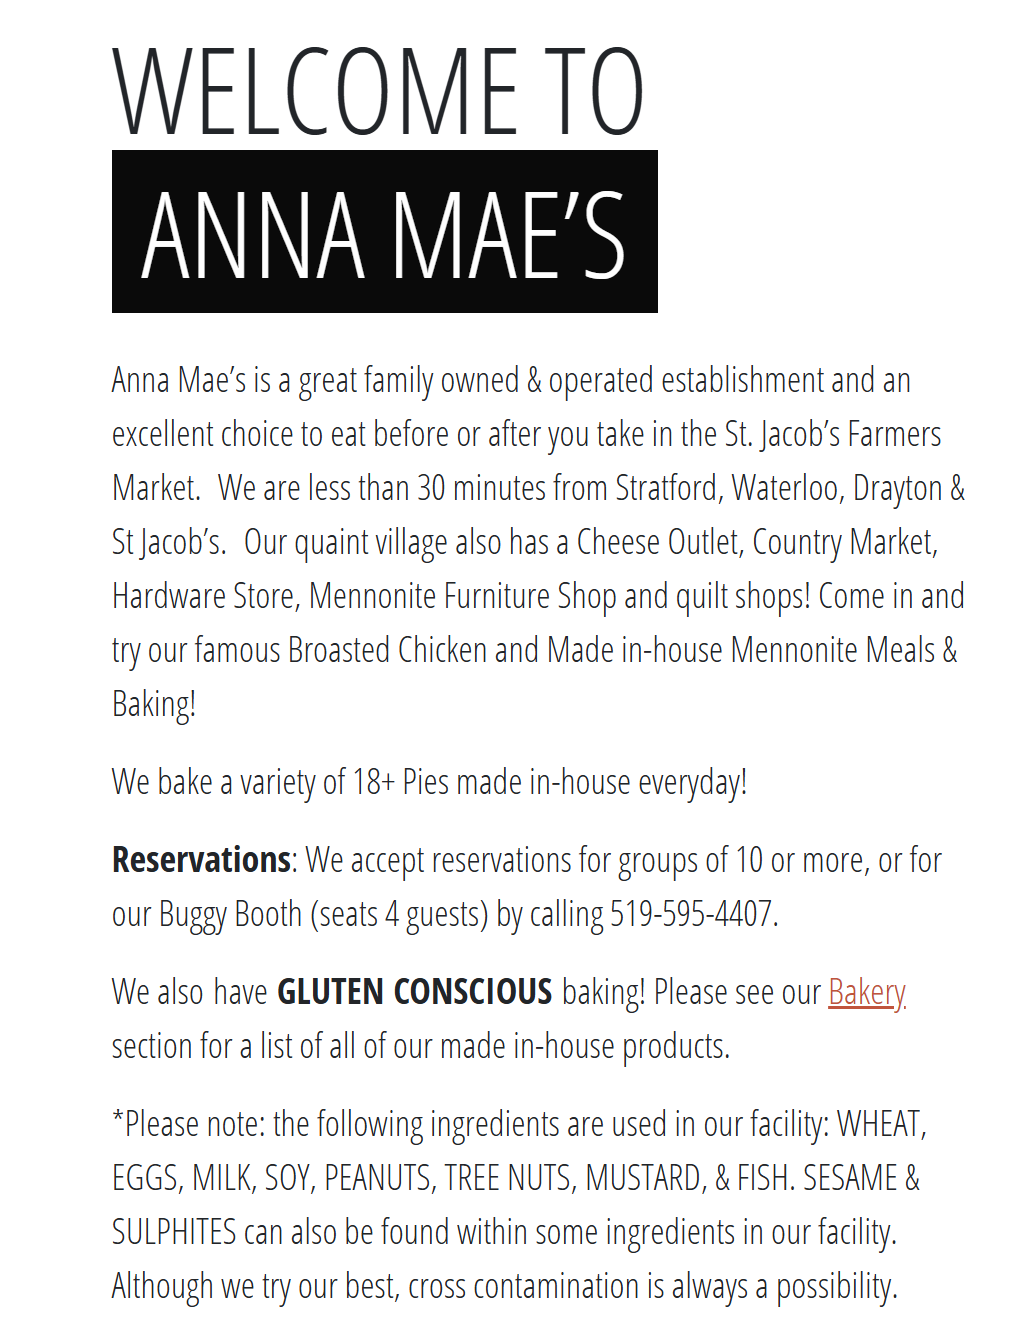 WELCOME TO
ANNA MAE’S
Anna Mae’s is a great family owned & operated establishment and an
excellent choice to eat before or after you take in the St. Jacob’s Farmers
Market.  We are less than 30 minutes from Stratford, Waterloo, Drayton &
St Jacob’s.  Our quaint village also has a Cheese Outlet, Country Market,
Hardware Store, Mennonite Furniture Shop and quilt shops! Come in and
try our famous Broasted Chicken and Made in-house Mennonite Meals &
Baking!
We bake a variety of 18+ Pies made in-house everyday!
Reservations: We accept reservations for groups of 10 or more, or for
our Buggy Booth (seats 4 guests) by calling 519-595-4407.
We also have GLUTEN CONSCIOUS baking! Please see our Bakery
section for a list of all of our made in-house products.
*Please note: the following ingredients are used in our facility: WHEAT,
EGGS, MILK, SOY, PEANUTS, TREE NUTS, MUSTARD, & FISH. SESAME &
SULPHITES can also be found within some ingredients in our facility.
Although we try our best, cross contamination is always a possibility.